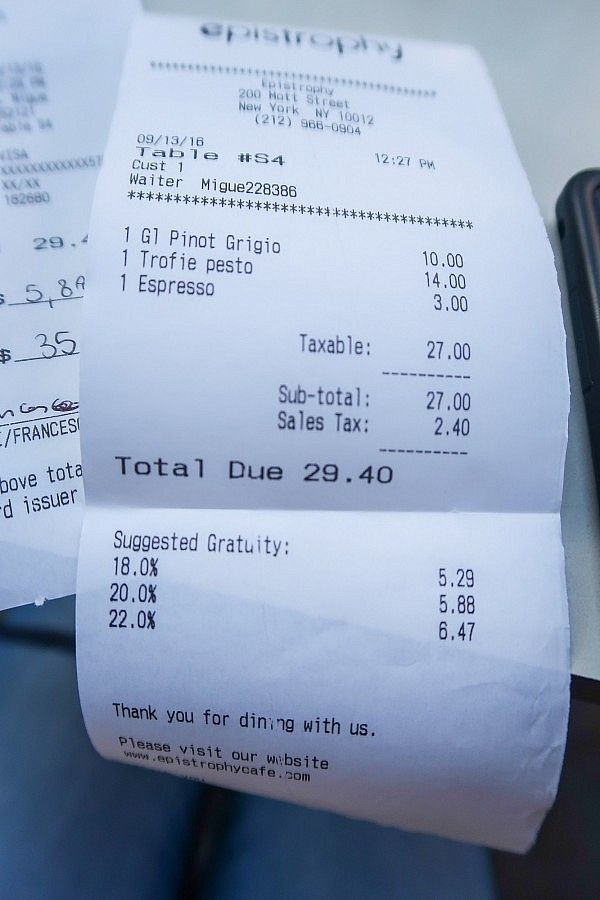 epistrophy
Epistrophy
200 Mott Street
New York NY 10012
(212) 966-0904
09/13/16 12:27 PM
Table #S4
Cust 1
Waiter Migue228386
****************************************
1 Gl Pinot Grigio 10.00
1 Trofie pesto 14.00
1 Espresso 3.00
Taxable: 27.00
Sub-total: 27.00
Sales Tax: 2.40
Total Due 29.40
Suggested Gratuity:
18.0% 5.29
20.0% 5.88
22.0% 6.47
Thank you for dining with us.
Please visit our website
www.epistrophycafe.com
VISA
XX/XX
162680
29.4
$ 35
/FRANCES
bove tota
rd issuer